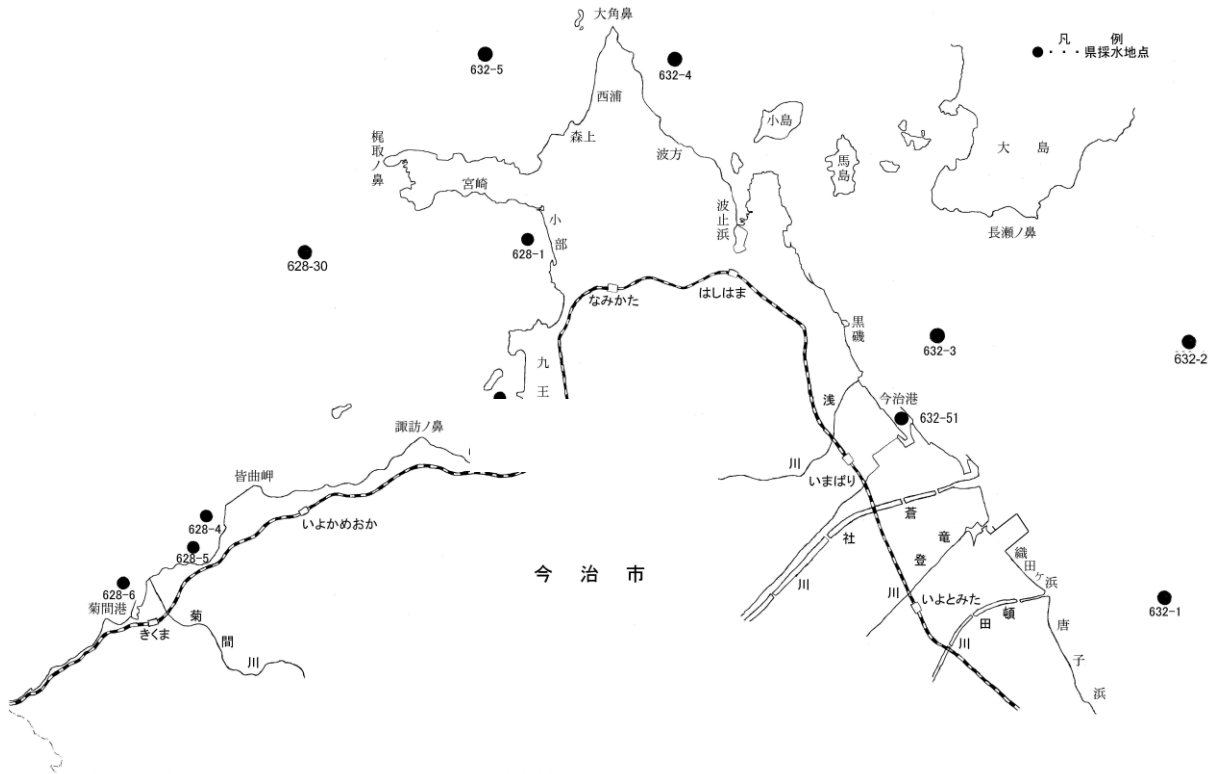 大角鼻
凡例
●・・・県採水地点
632-5
632-4
西浦
小島
森上
波方
大島
梶取ノ鼻
馬島
宮崎
小部
波止浜
長瀬ノ鼻
628-1
628-30
なみかた
はしはま
黒磯
632-3
632-2
九王
浅川
今治港
632-51
諏訪ノ鼻
皆曲岬
いまばり
蒼社川
いよかめおか
628-4
628-5
竜登川
織田ヶ浜
今治市
628-6
菊間港
いよとみた
632-1
きくま
菊間川
頓田川
唐子浜